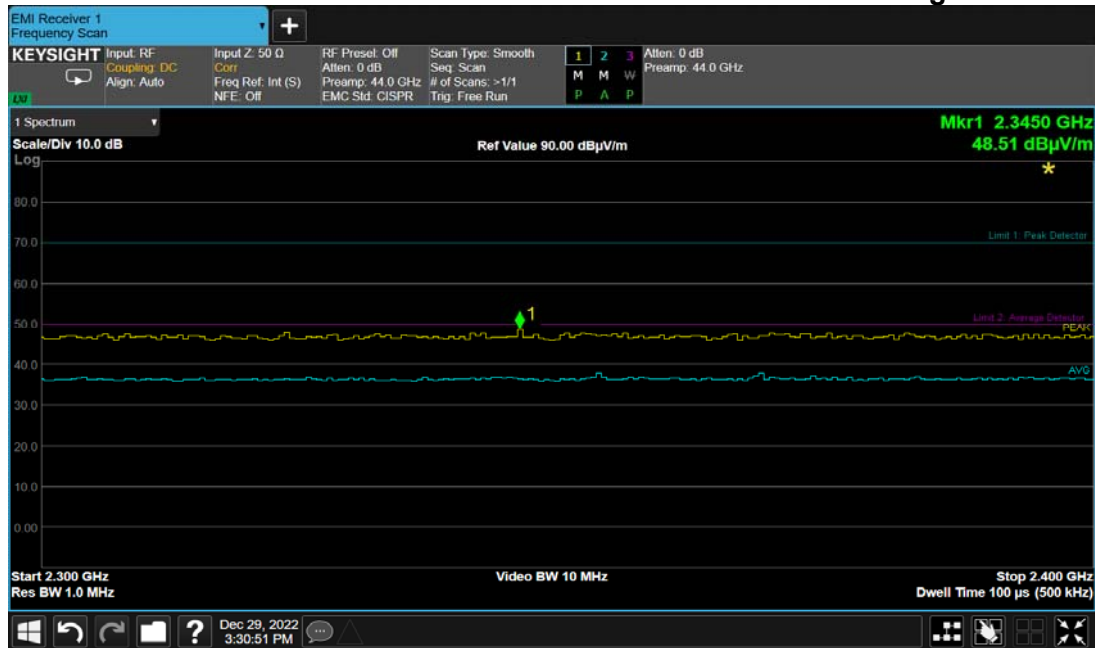 EMI Receiver 1
Frequency Scan
KEYSIGHT
Input: RF
Coupling: DC
Align: Auto
Input Z: 50 Ω
Corr
Freq Ref: Int (S)
NFE: Off
RF Presel: Off
Atten: 0 dB
Preamp: 44.0 GHz
EMC Std: CISPR
Scan Type: Smooth
Seq: Scan
# of Scans: >1/1
Trig: Free Run
1 2 3
M M W
P A P
Atten: 0 dB
Preamp: 44.0 GHz
1 Spectrum
Scale/Div 10.0 dB
Log
Ref Value 90.00 dBµV/m
Mkr1 2.3450 GHz
48.51 dBµV/m
80.0
70.0
Limit 1: Peak Detector
60.0
1
50.0
Limit 2: Average Detector
PEAK
40.0
AVG
30.0
20.0
10.0
0.00
Start 2.300 GHz
Res BW 1.0 MHz
Video BW 10 MHz
Stop 2.400 GHz
Dwell Time 100 µs (500 kHz)
Dec 29, 2022
3:30:51 PM